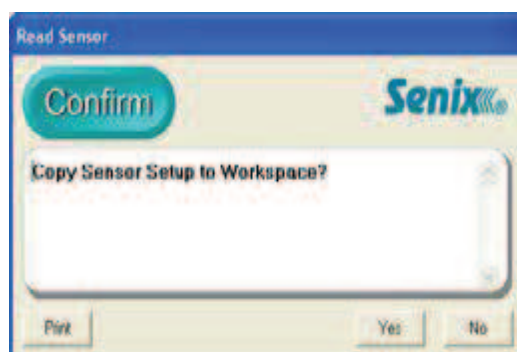 Read Sensor
Confirm
Senix®
Copy Sensor Setup to Workspace?
Print
Yes
No